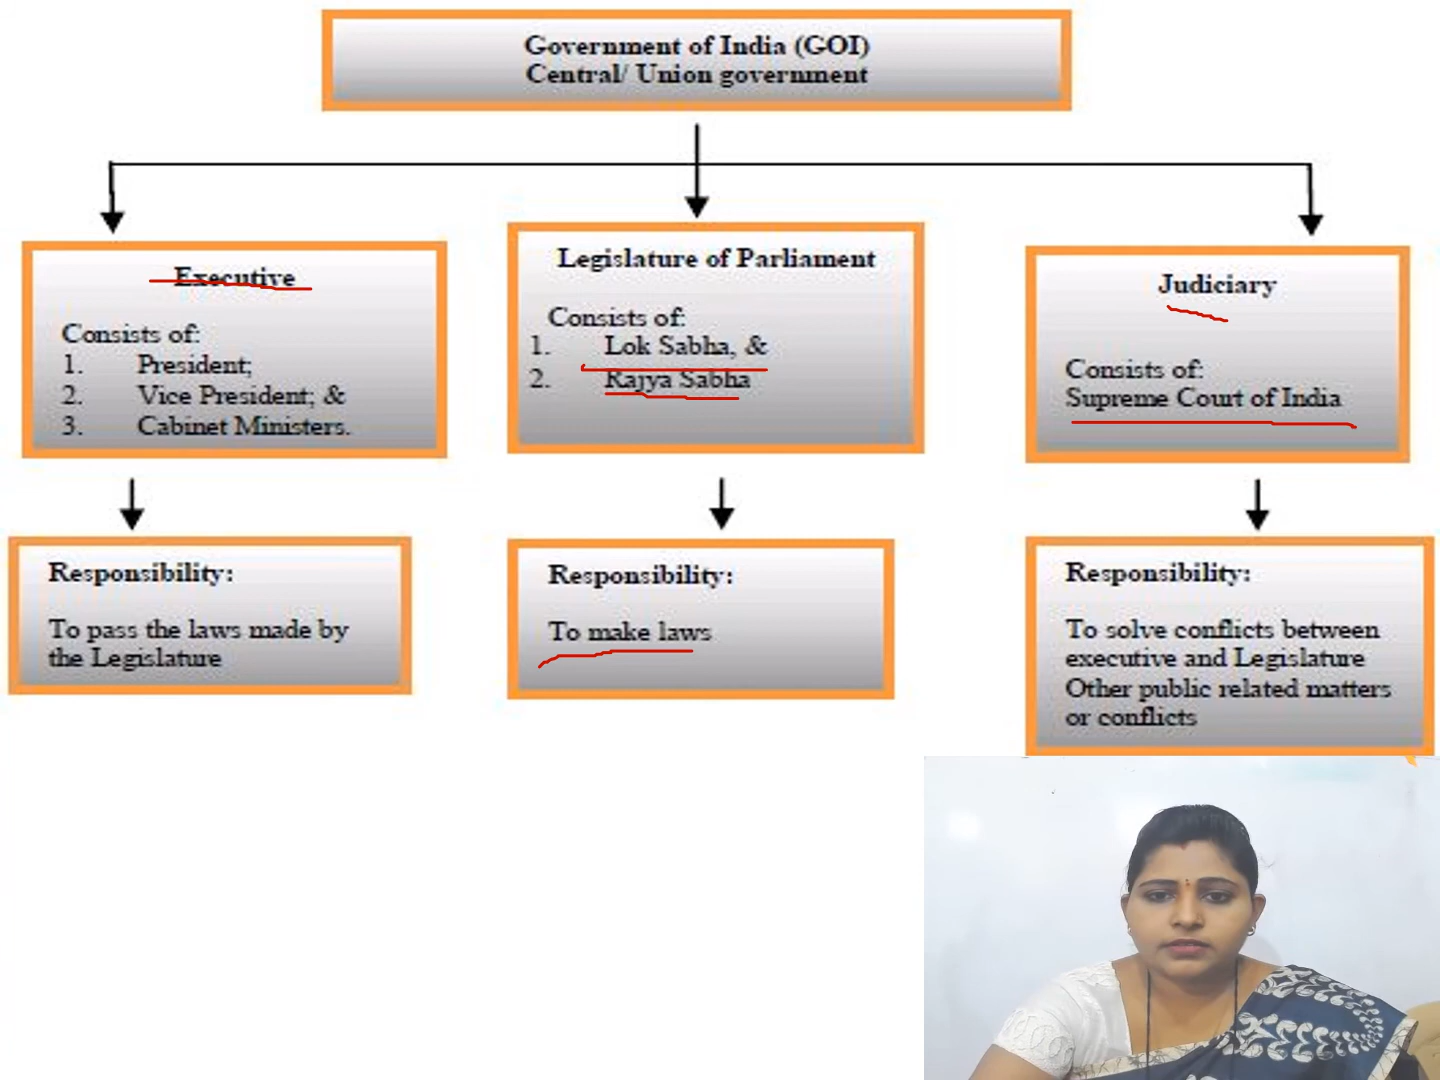 Government of India (GOI)
Central/ Union government
Executive
Consists of:
1. President;
2. Vice President; &
3. Cabinet Ministers.
Legislature of Parliament
Consists of:
1. Lok Sabha, &
2. Rajya Sabha
Judiciary
Consists of:
Supreme Court of India
Responsibility:
To pass the laws made by
the Legislature
Responsibility:
To make laws
Responsibility:
To solve conflicts between
executive and Legislature
Other public related matters
or conflicts